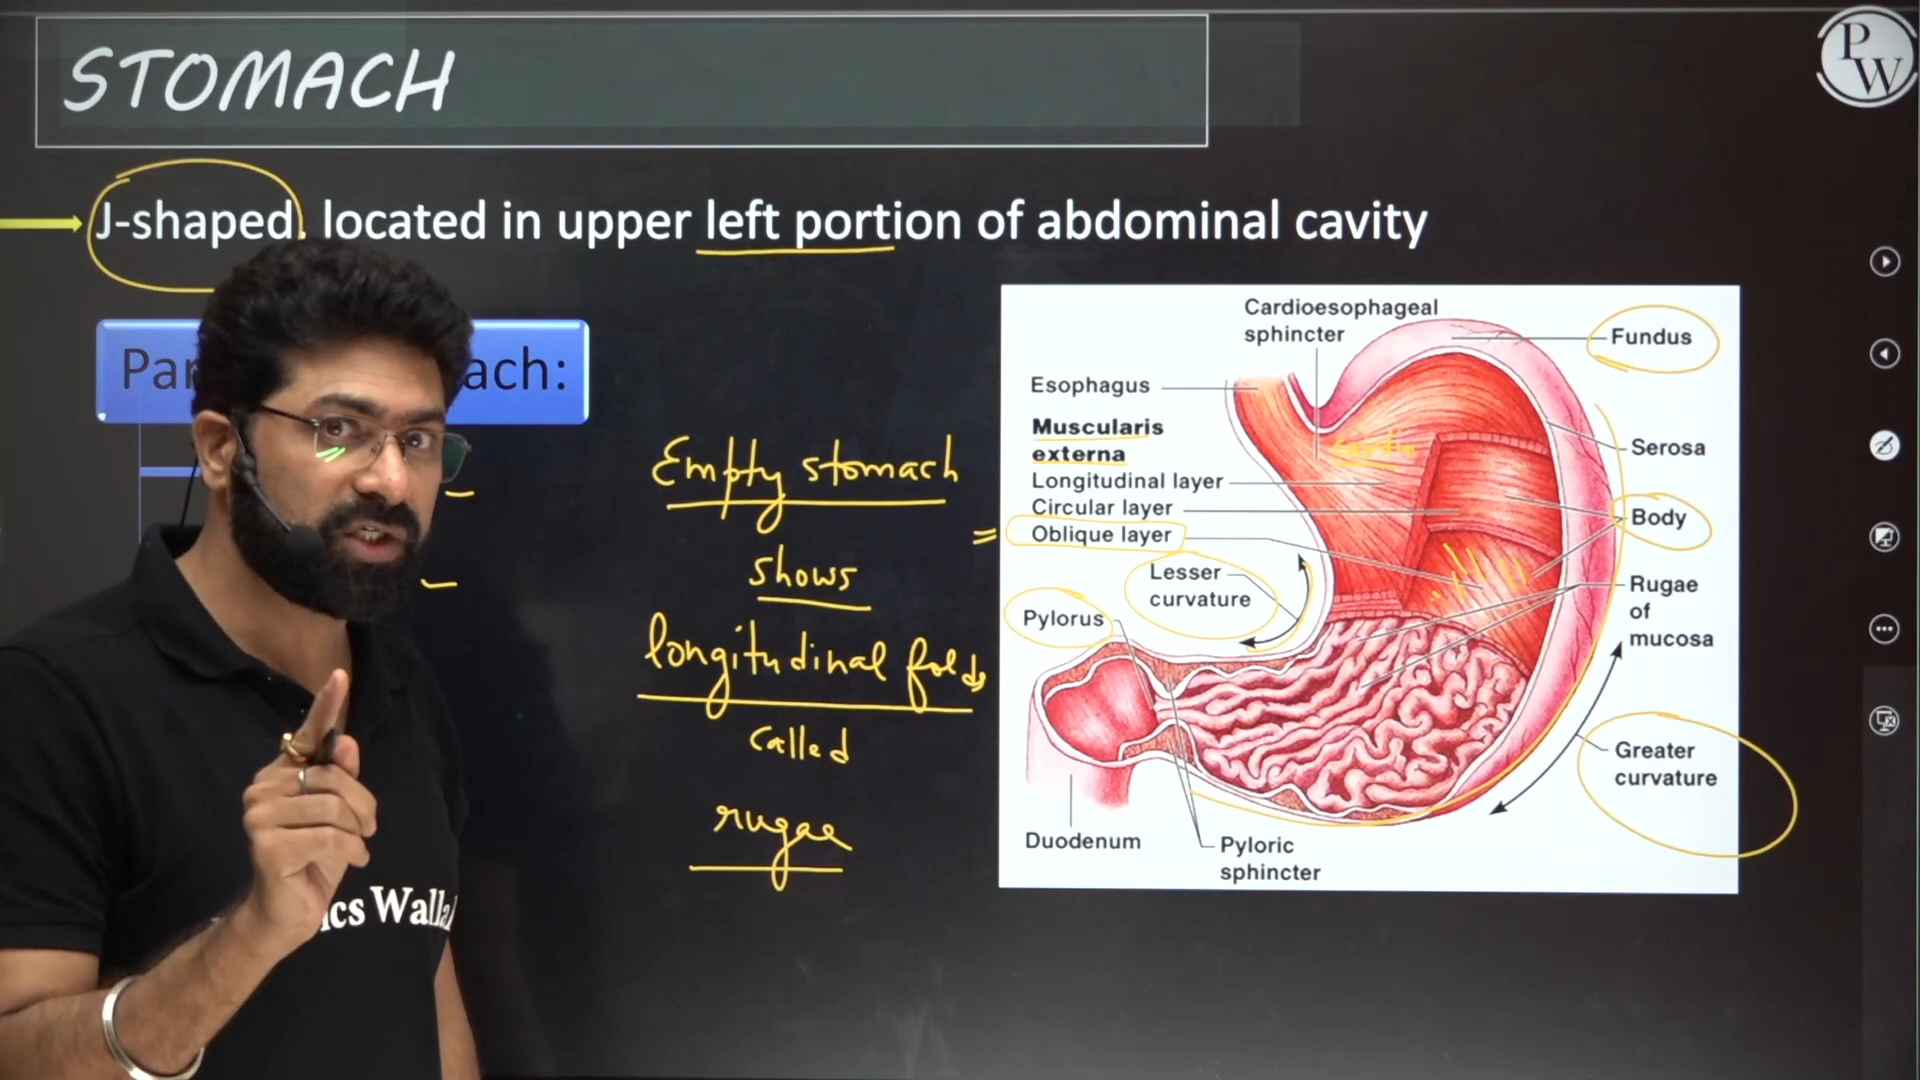 STOMACH
PW
J-shaped, located in upper left portion of abdominal cavity
ach:
Empty stomach
shows
longitudinal folds
called
rugae
=
Cardioesophageal
sphincter
Fundus
Esophagus
Muscularis
externa
Serosa
Longitudinal layer
Circular layer
Oblique layer
Body
Lesser
curvature
Rugae
of
mucosa
Pylorus
Greater
curvature
Duodenum
Pyloric
sphincter
ics Walla